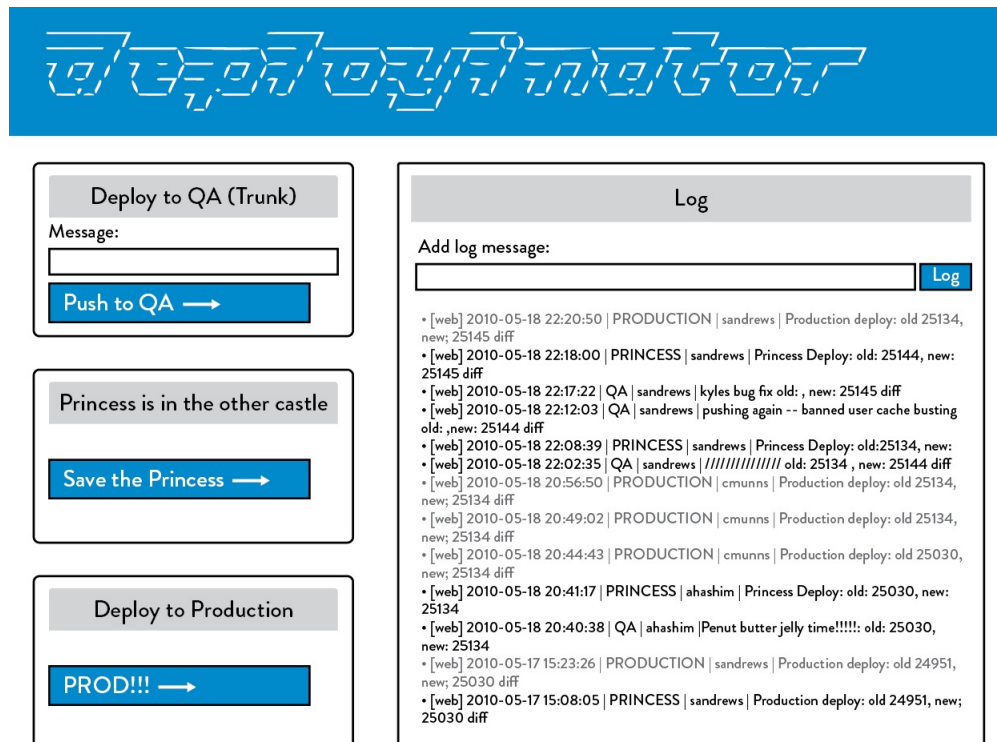 deployinator
Deploy to QA (Trunk)
Message:
Push to QA →
Princess is in the other castle
Save the Princess →
Deploy to Production
PROD!!! →
Log
Add log message:
Log
• [web] 2010-05-18 22:20:50 | PRODUCTION | sandrews | Production deploy: old 25134,
new; 25145 diff
• [web] 2010-05-18 22:18:00 | PRINCESS | sandrews | Princess Deploy: old: 25144, new:
25145 diff
• [web] 2010-05-18 22:17:22 | QA | sandrews | kyles bug fix old: , new: 25145 diff
• [web] 2010-05-18 22:12:03 | QA | sandrews | pushing again -- banned user cache busting
old: ,new: 25144 diff
• [web] 2010-05-18 22:08:39 | PRINCESS | sandrews | Princess Deploy: old:25134, new:
• [web] 2010-05-18 22:02:35 | QA | sandrews | /////////////// old: 25134 , new: 25144 diff
• [web] 2010-05-18 20:56:50 | PRODUCTION | cmunns | Production deploy: old 25134,
new; 25134 diff
• [web] 2010-05-18 20:49:02 | PRODUCTION | cmunns | Production deploy: old 25134,
new; 25134 diff
• [web] 2010-05-18 20:44:43 | PRODUCTION | cmunns | Production deploy: old 25030,
new; 25134 diff
• [web] 2010-05-18 20:41:17 | PRINCESS | ahashim | Princess Deploy: old: 25030, new:
25134
• [web] 2010-05-18 20:40:38 | QA | ahashim |Penut butter jelly time!!!!!: old: 25030,
new: 25134
• [web] 2010-05-17 15:23:26 | PRODUCTION | sandrews | Production deploy: old 24951,
new; 25030 diff
• [web] 2010-05-17 15:08:05 | PRINCESS | sandrews | Production deploy: old 24951, new;
25030 diff